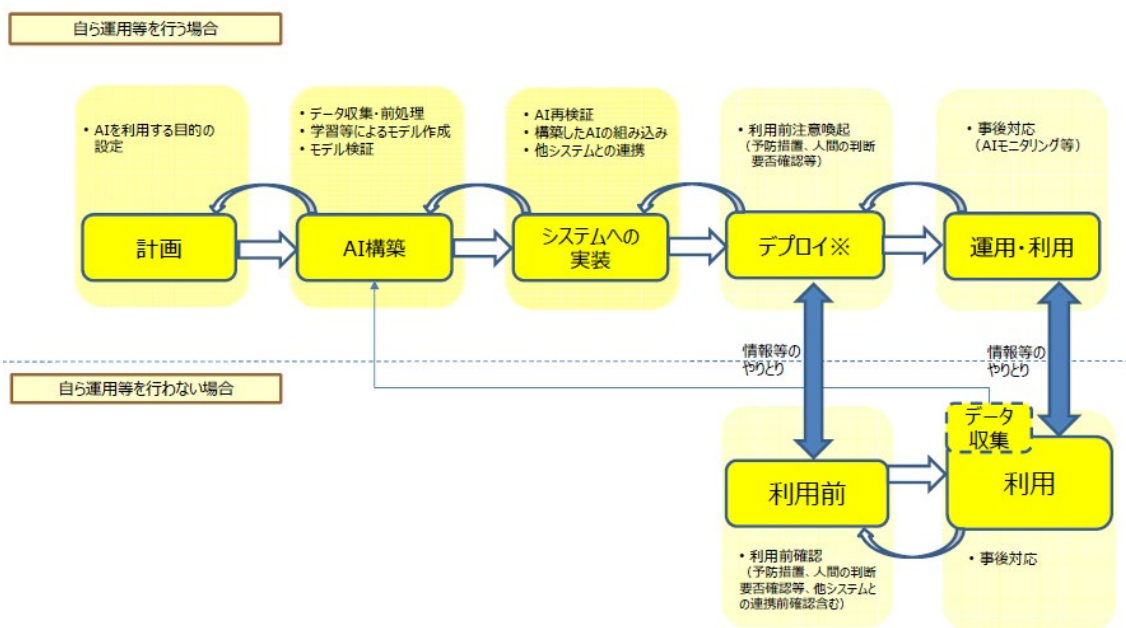 自ら運用等を行う場合
・AIを利用する目的の
設定
・データ収集・前処理
・学習等によるモデル作成
・モデル検証
・AI再検証
・構築したAIの組み込み
・他システムとの連携
・利用前注意喚起
（予防措置、人間の判断
要否確認等）
・事後対応
（AIモニタリング等）
計画
AI構築
システムへの
実装
デプロイ※
運用・利用
情報等の
やりとり
情報等の
やりとり
自ら運用等を行わない場合
データ
収集
利用前
利用
・利用前確認
（予防措置、人間の判断
要否確認等、他システムと
の連携前確認含む）
・事後対応